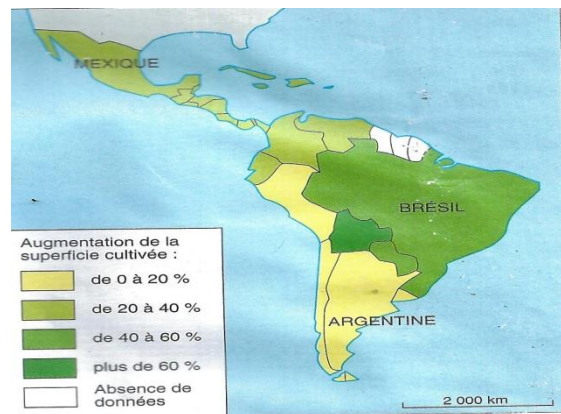 MEXIQUE
BRÉSIL
ARGENTINE
Augmentation de la
superficie cultivée :
de 0 à 20 %
de 20 à 40 %
de 40 à 60 %
plus de 60 %
Absence de
données
2 000 km